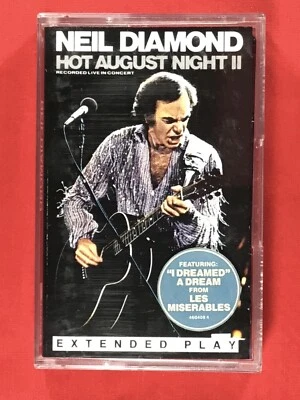 NEIL DIAMOND
HOT AUGUST NIGHT II
RECORDED LIVE IN CONCERT
FEATURING:
"I DREAMED"
A DREAM
FROM
LES
MISERABLES
EXTENDED PLAY